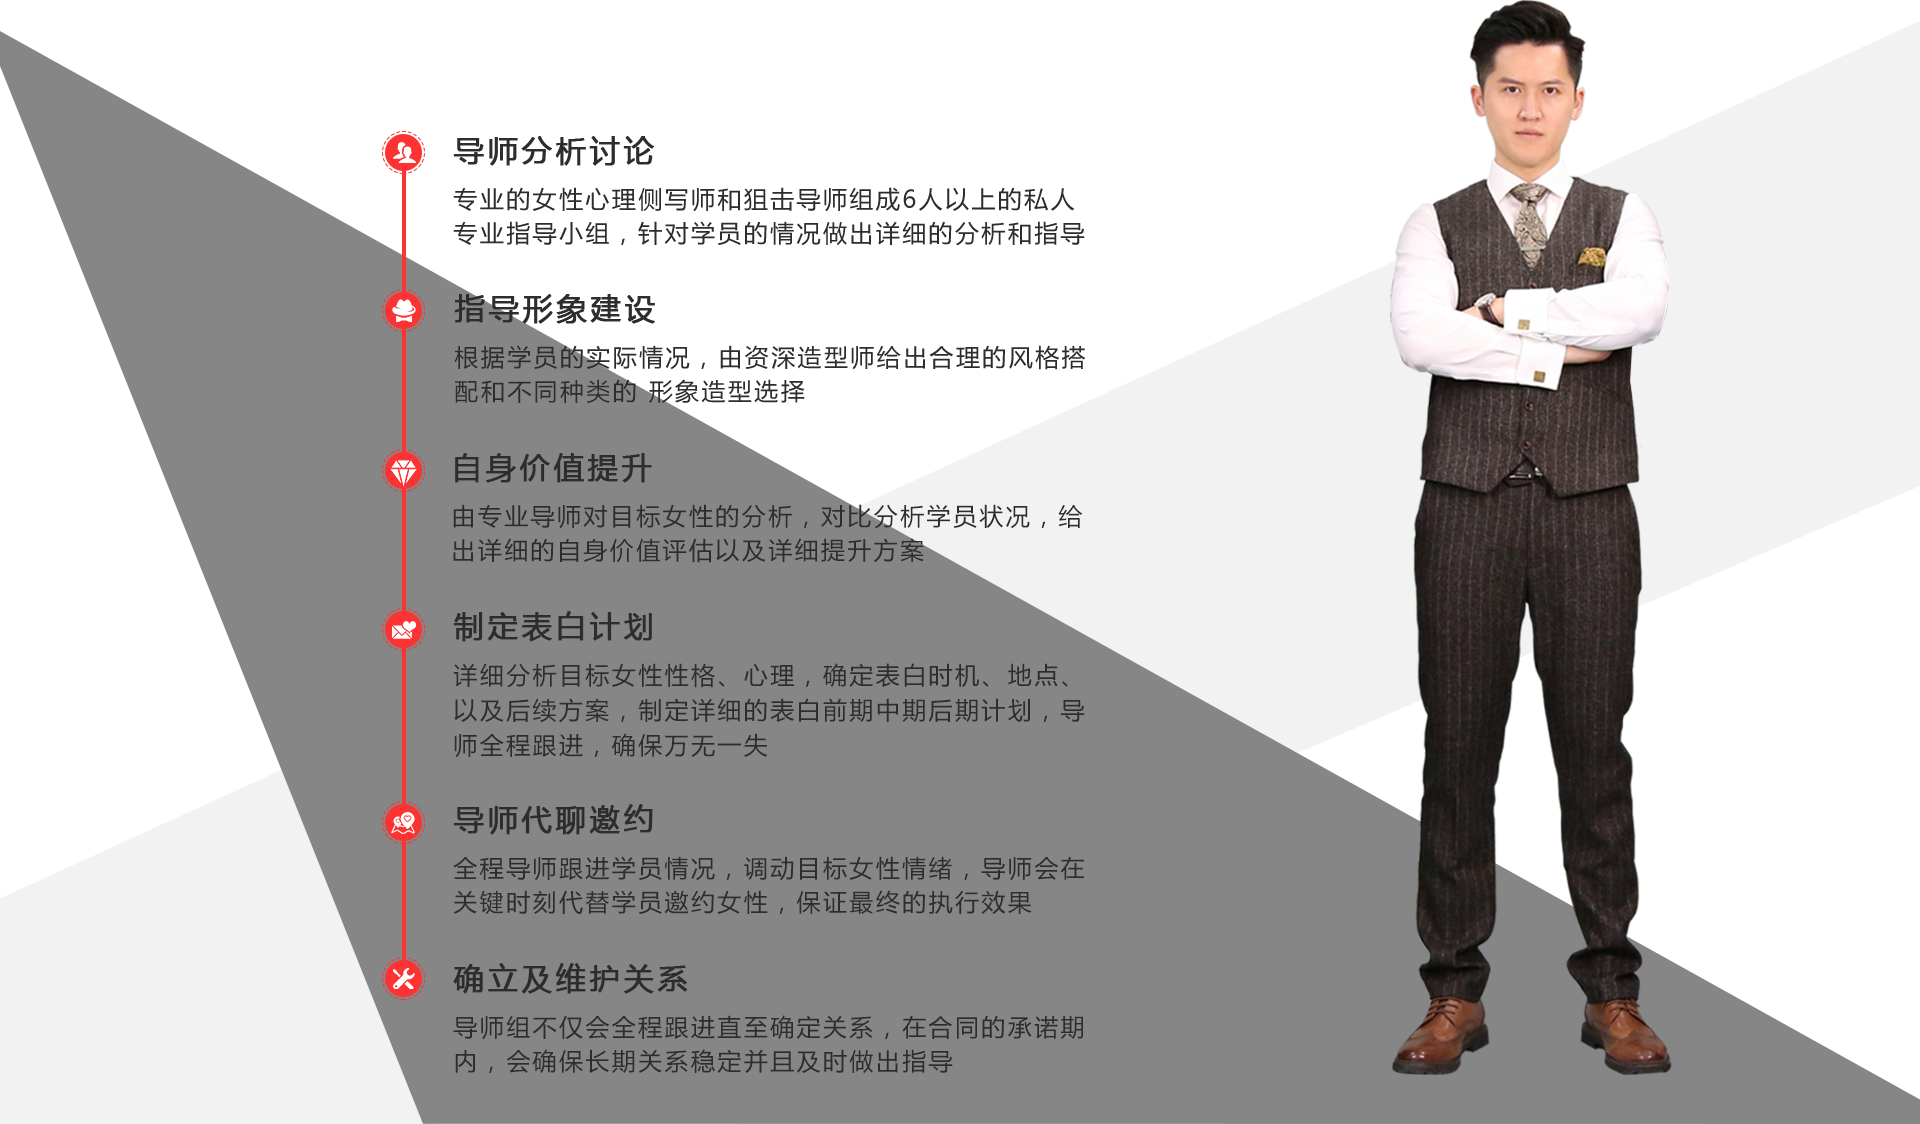 导师分析讨论
专业的女性心理侧写师和狙击导师组成6人以上的私人
专业指导小组，针对学员的情况做出详细的分析和指导
指导形象建设
根据学员的实际情况，由资深造型师给出合理的风格搭
配和不同种类的 形象造型选择
自身价值提升
由专业导师对目标女性的分析，对比分析学员状况，给
出详细的自身价值评估以及详细提升方案
制定表白计划
详细分析目标女性性格、心理，确定表白时机、地点、
以及后续方案，制定详细的表白前期中期后期计划，导
师全程跟进，确保万无一失
导师代聊邀约
全程导师跟进学员情况，调动目标女性情绪，导师会在
关键时刻代替学员邀约女性，保证最终的执行效果
确立及维护关系
导师组不仅会全程跟进直至确定关系，在合同的承诺期
内，会确保长期关系稳定并且及时做出指导